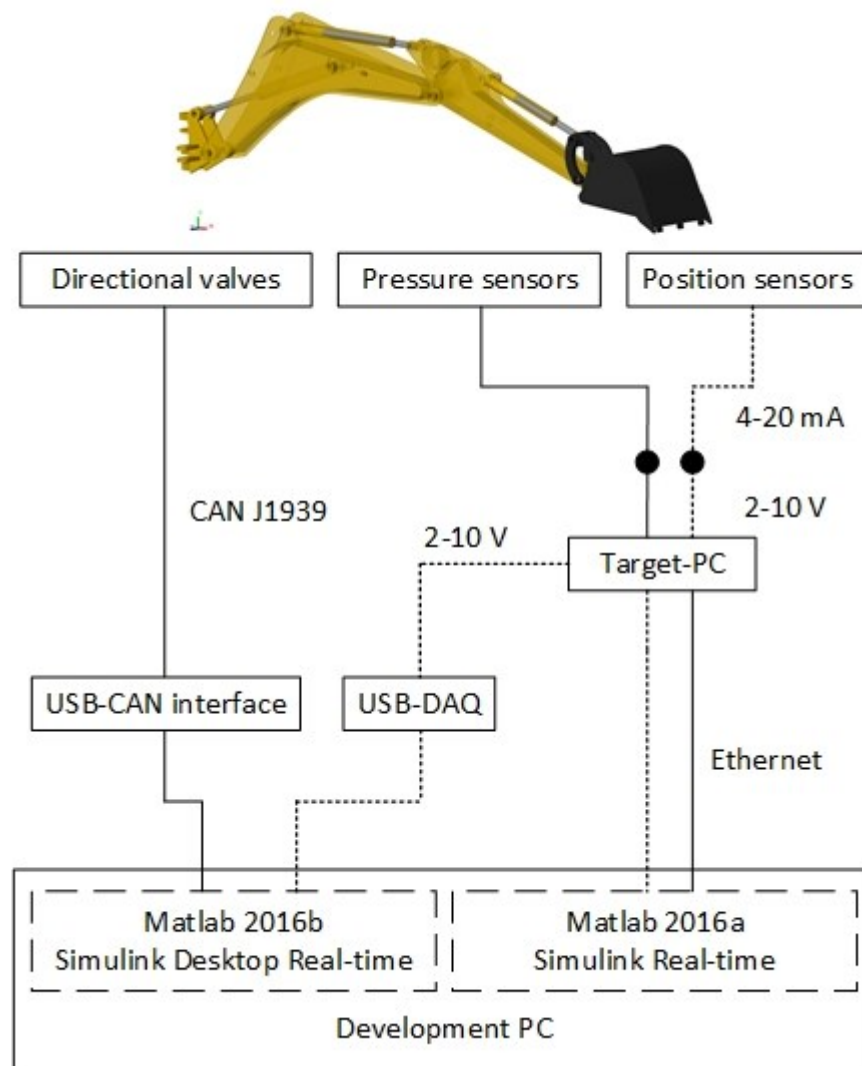 Directional valves
Pressure sensors
Position sensors
4-20 mA
CAN J1939
2-10 V
2-10 V
Target-PC
USB-CAN interface
USB-DAQ
Ethernet
Matlab 2016b
Simulink Desktop Real-time
Matlab 2016a
Simulink Real-time
Development PC